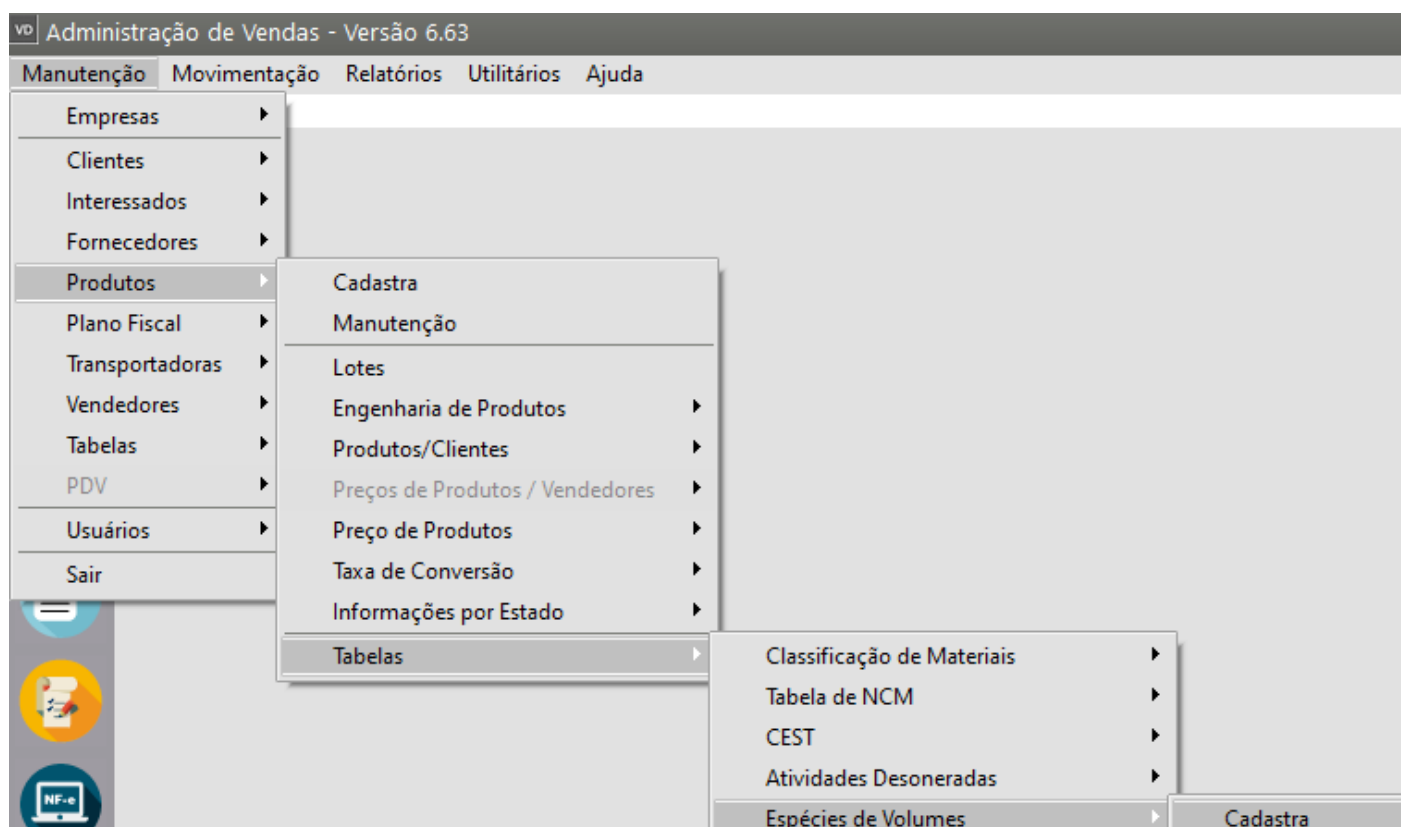 VD Administração de Vendas - Versão 6.63
Manutenção Movimentação Relatórios Utilitários Ajuda
Empresas
Clientes
Interessados
Fornecedores
Produtos
Plano Fiscal
Transportadoras
Vendedores
Tabelas
PDV
Usuários
Sair
Cadastra
Manutenção
Lotes
Engenharia de Produtos
Produtos/Clientes
Preços de Produtos / Vendedores
Preço de Produtos
Taxa de Conversão
Informações por Estado
Tabelas
Classificação de Materiais
Tabela de NCM
CEST
Atividades Desoneradas
Espécies de Volumes
Cadastra
NF-e